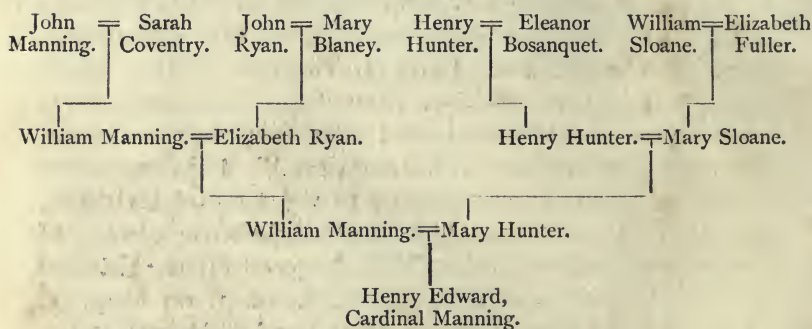 John = Sarah John = Mary Henry = Eleanor William = Elizabeth
Manning. Coventry. Ryan. Blaney. Hunter. Bosanquet. Sloane. Fuller.
William Manning. = Elizabeth Ryan. Henry Hunter. = Mary Sloane.
William Manning. = Mary Hunter.
Henry Edward,
Cardinal Manning.